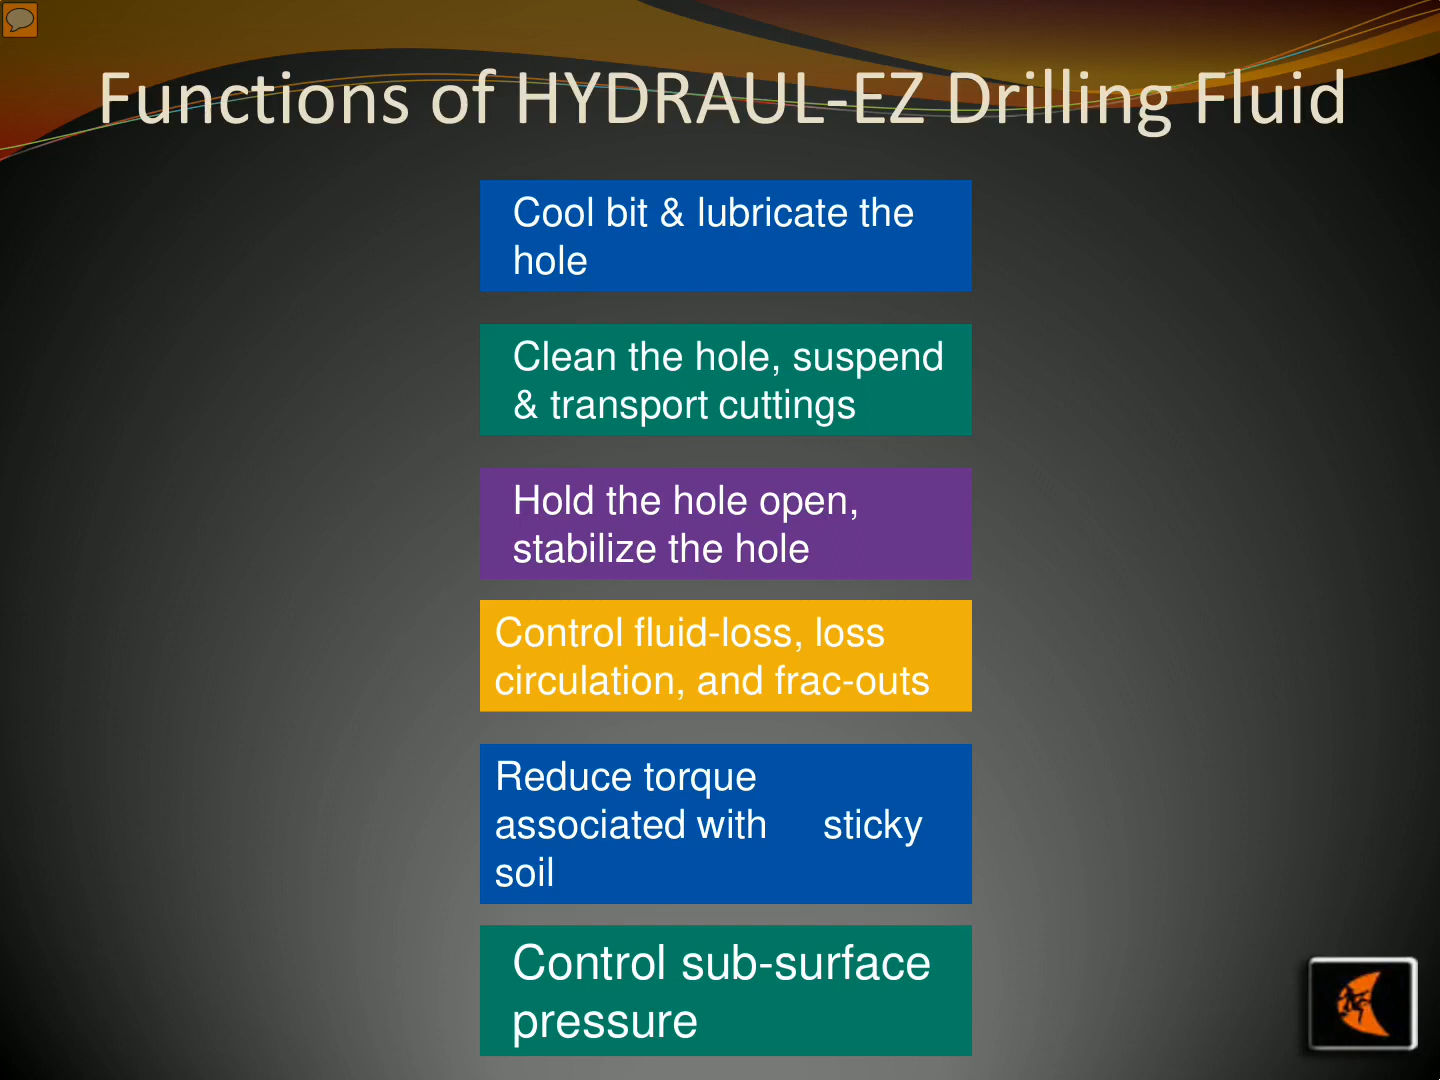 Functions of HYDRAUL-EZ Drilling Fluid
Cool bit & lubricate the
hole
Clean the hole, suspend
& transport cuttings
Hold the hole open,
stabilize the hole
Control fluid-loss, loss
circulation, and frac-outs
Reduce torque
associated with sticky
soil
Control sub-surface
pressure